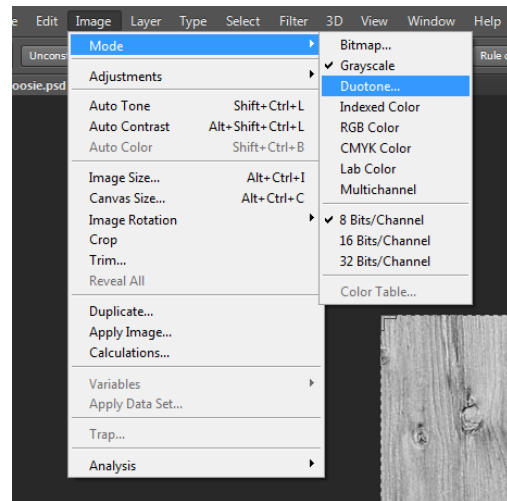 e Edit Image Layer Type Select Filter 3D View Window Help
Uncons
Rule o
oosie.psd
Mode
Adjustments
Auto Tone Shift+Ctrl+L
Auto Contrast Alt+Shift+Ctrl+L
Auto Color Shift+Ctrl+B
Image Size... Alt+Ctrl+I
Canvas Size... Alt+Ctrl+C
Image Rotation
Crop
Trim...
Reveal All
Duplicate...
Apply Image...
Calculations...
Variables
Apply Data Set...
Trap...
Analysis
Bitmap...
Grayscale
Duotone...
Indexed Color
RGB Color
CMYK Color
Lab Color
Multichannel
8 Bits/Channel
16 Bits/Channel
32 Bits/Channel
Color Table...